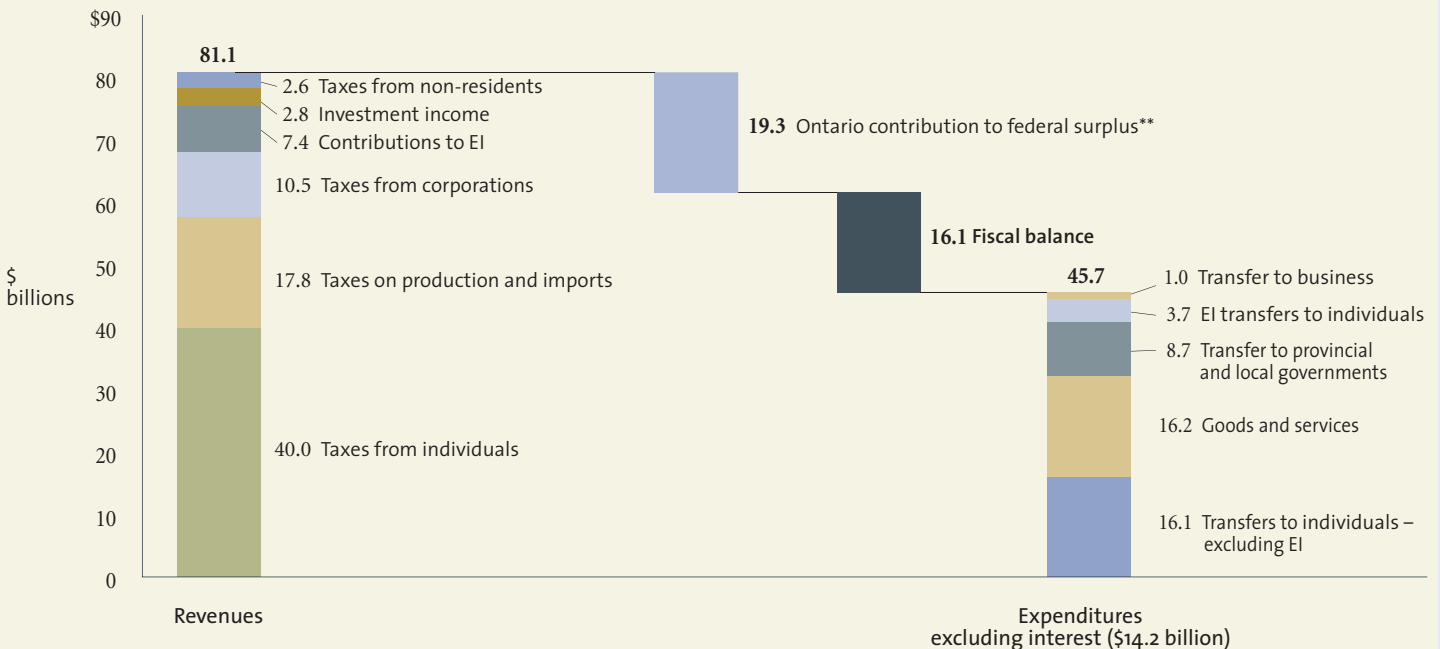 $90
80
70
60
50
40
30
20
10
0
$
billions
81.1
2.6 Taxes from non-residents
2.8 Investment income
7.4 Contributions to EI
10.5 Taxes from corporations
17.8 Taxes on production and imports
40.0 Taxes from individuals
19.3 Ontario contribution to federal surplus**
16.1 Fiscal balance
45.7
1.0 Transfer to business
3.7 EI transfers to individuals
8.7 Transfer to provincial
and local governments
16.2 Goods and services
16.1 Transfers to individuals –
excluding EI
Revenues
Expenditures
excluding interest ($14.2 billion)